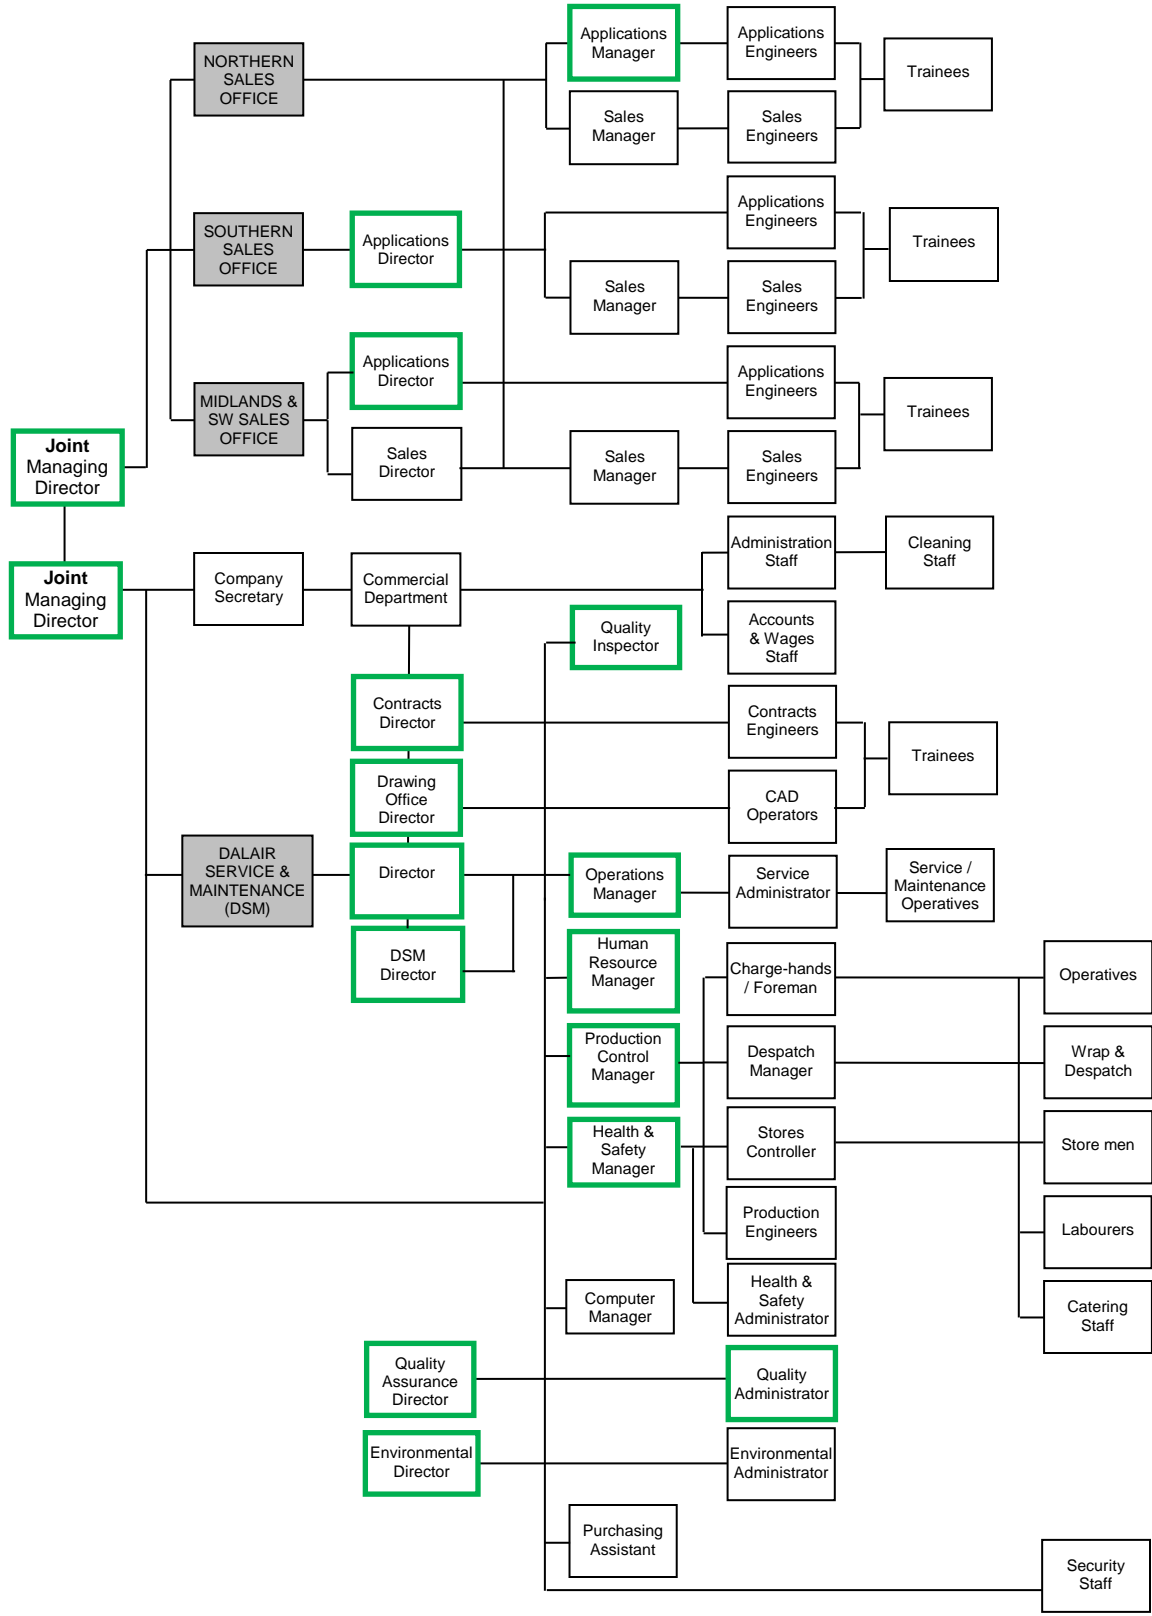 Applications
Manager
Applications
Engineers
NORTHERN
SALES
OFFICE
Trainees
Sales
Manager
Sales
Engineers
Applications
Engineers
SOUTHERN
SALES
OFFICE
Applications
Director
Trainees
Sales
Manager
Sales
Engineers
Applications
Director
Applications
Engineers
MIDLANDS &
SW SALES
OFFICE
Trainees
Joint
Managing
Director
Sales
Director
Sales
Manager
Sales
Engineers
Administration
Staff
Cleaning
Staff
Joint
Managing
Director
Company
Secretary
Commercial
Department
Quality
Inspector
Accounts
& Wages
Staff
Contracts
Director
Contracts
Engineers
Trainees
Drawing
Office
Director
CAD
Operators
DALAIR
SERVICE &
MAINTENANCE
(DSM)
Director
Operations
Manager
Service
Administrator
Service /
Maintenance
Operatives
DSM
Director
Human
Resource
Manager
Charge-hands
/ Foreman
Operatives
Production
Control
Manager
Despatch
Manager
Wrap &
Despatch
Health &
Safety
Manager
Stores
Controller
Store men
Production
Engineers
Labourers
Computer
Manager
Health &
Safety
Administrator
Catering
Staff
Quality
Assurance
Director
Quality
Administrator
Environmental
Director
Environmental
Administrator
Purchasing
Assistant
Security
Staff